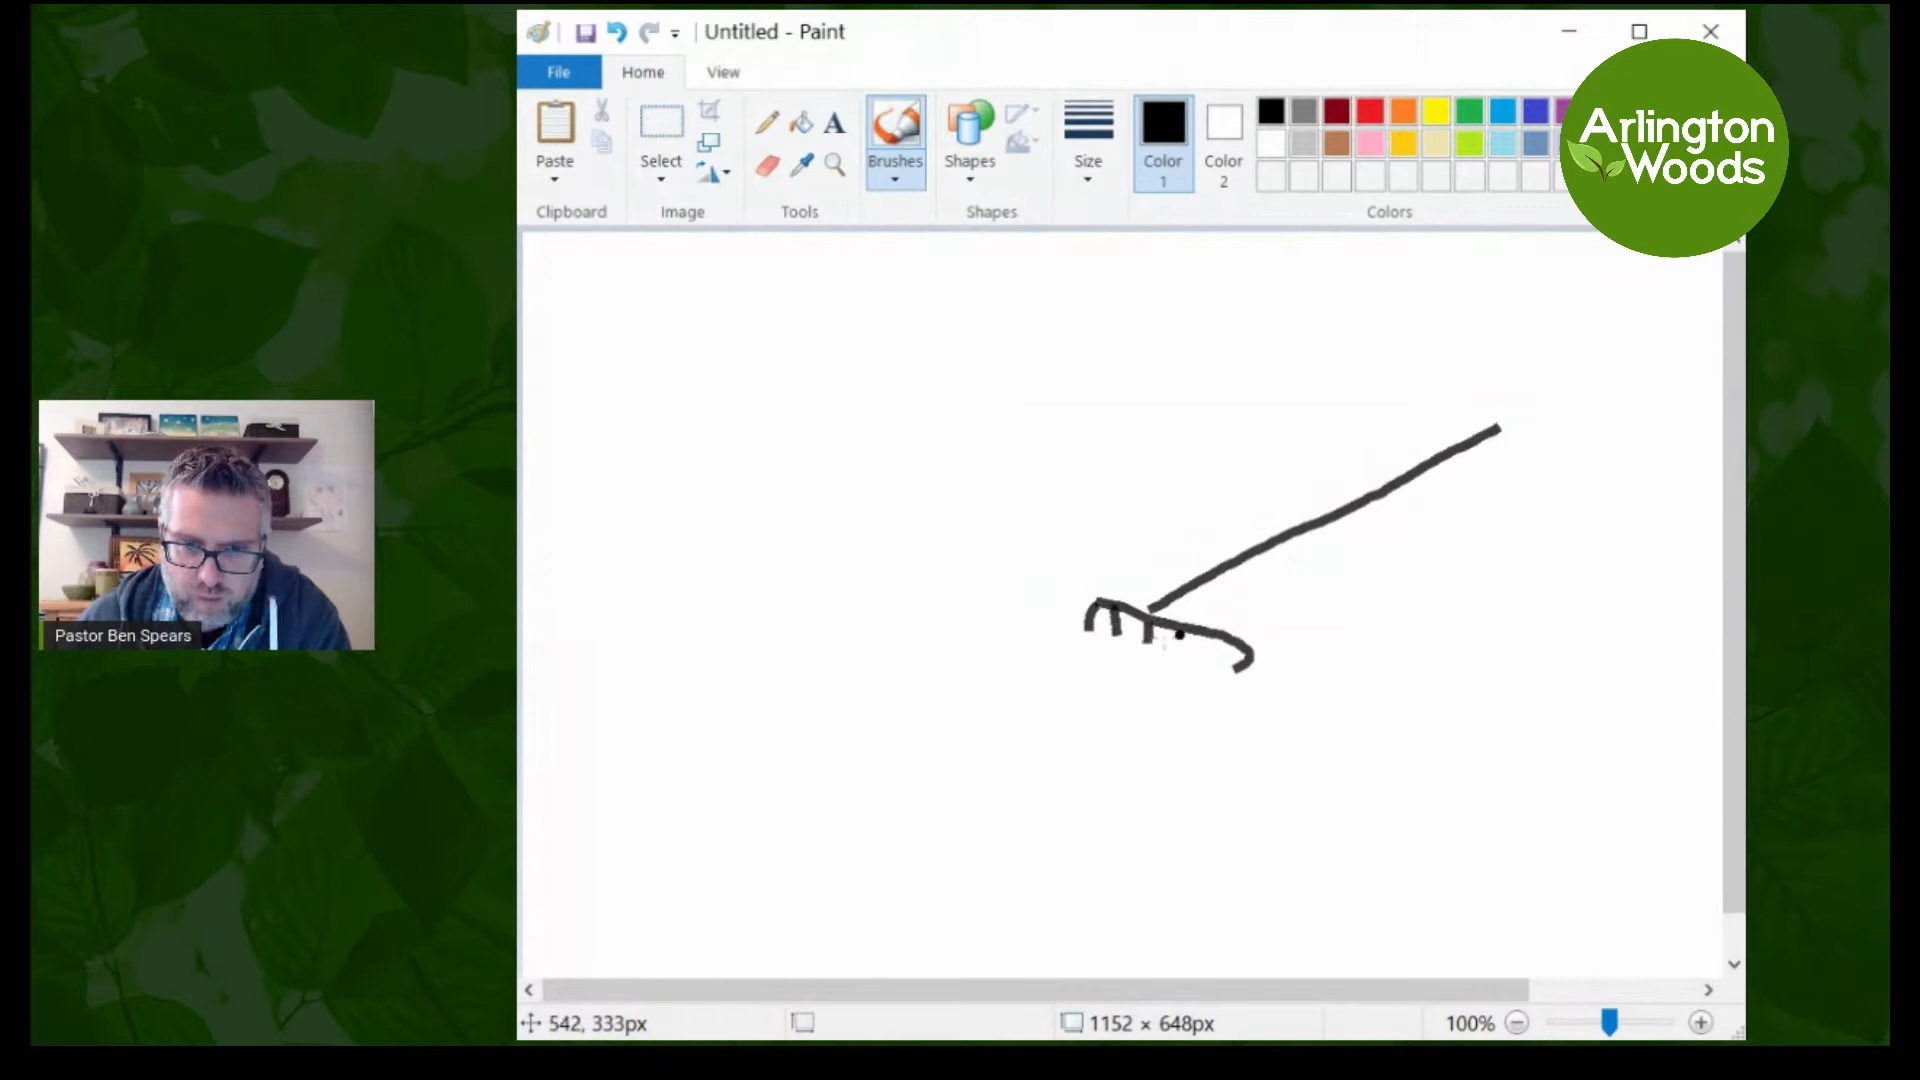 Untitled - Paint
File Home View
Paste
Select
A
Brushes
Shapes
Size
Color
1
Color
2
Clipboard
Image
Tools
Shapes
Colors
Arlington
Woods
Pastor Ben Spears
542, 333px
1152 × 648px
100%